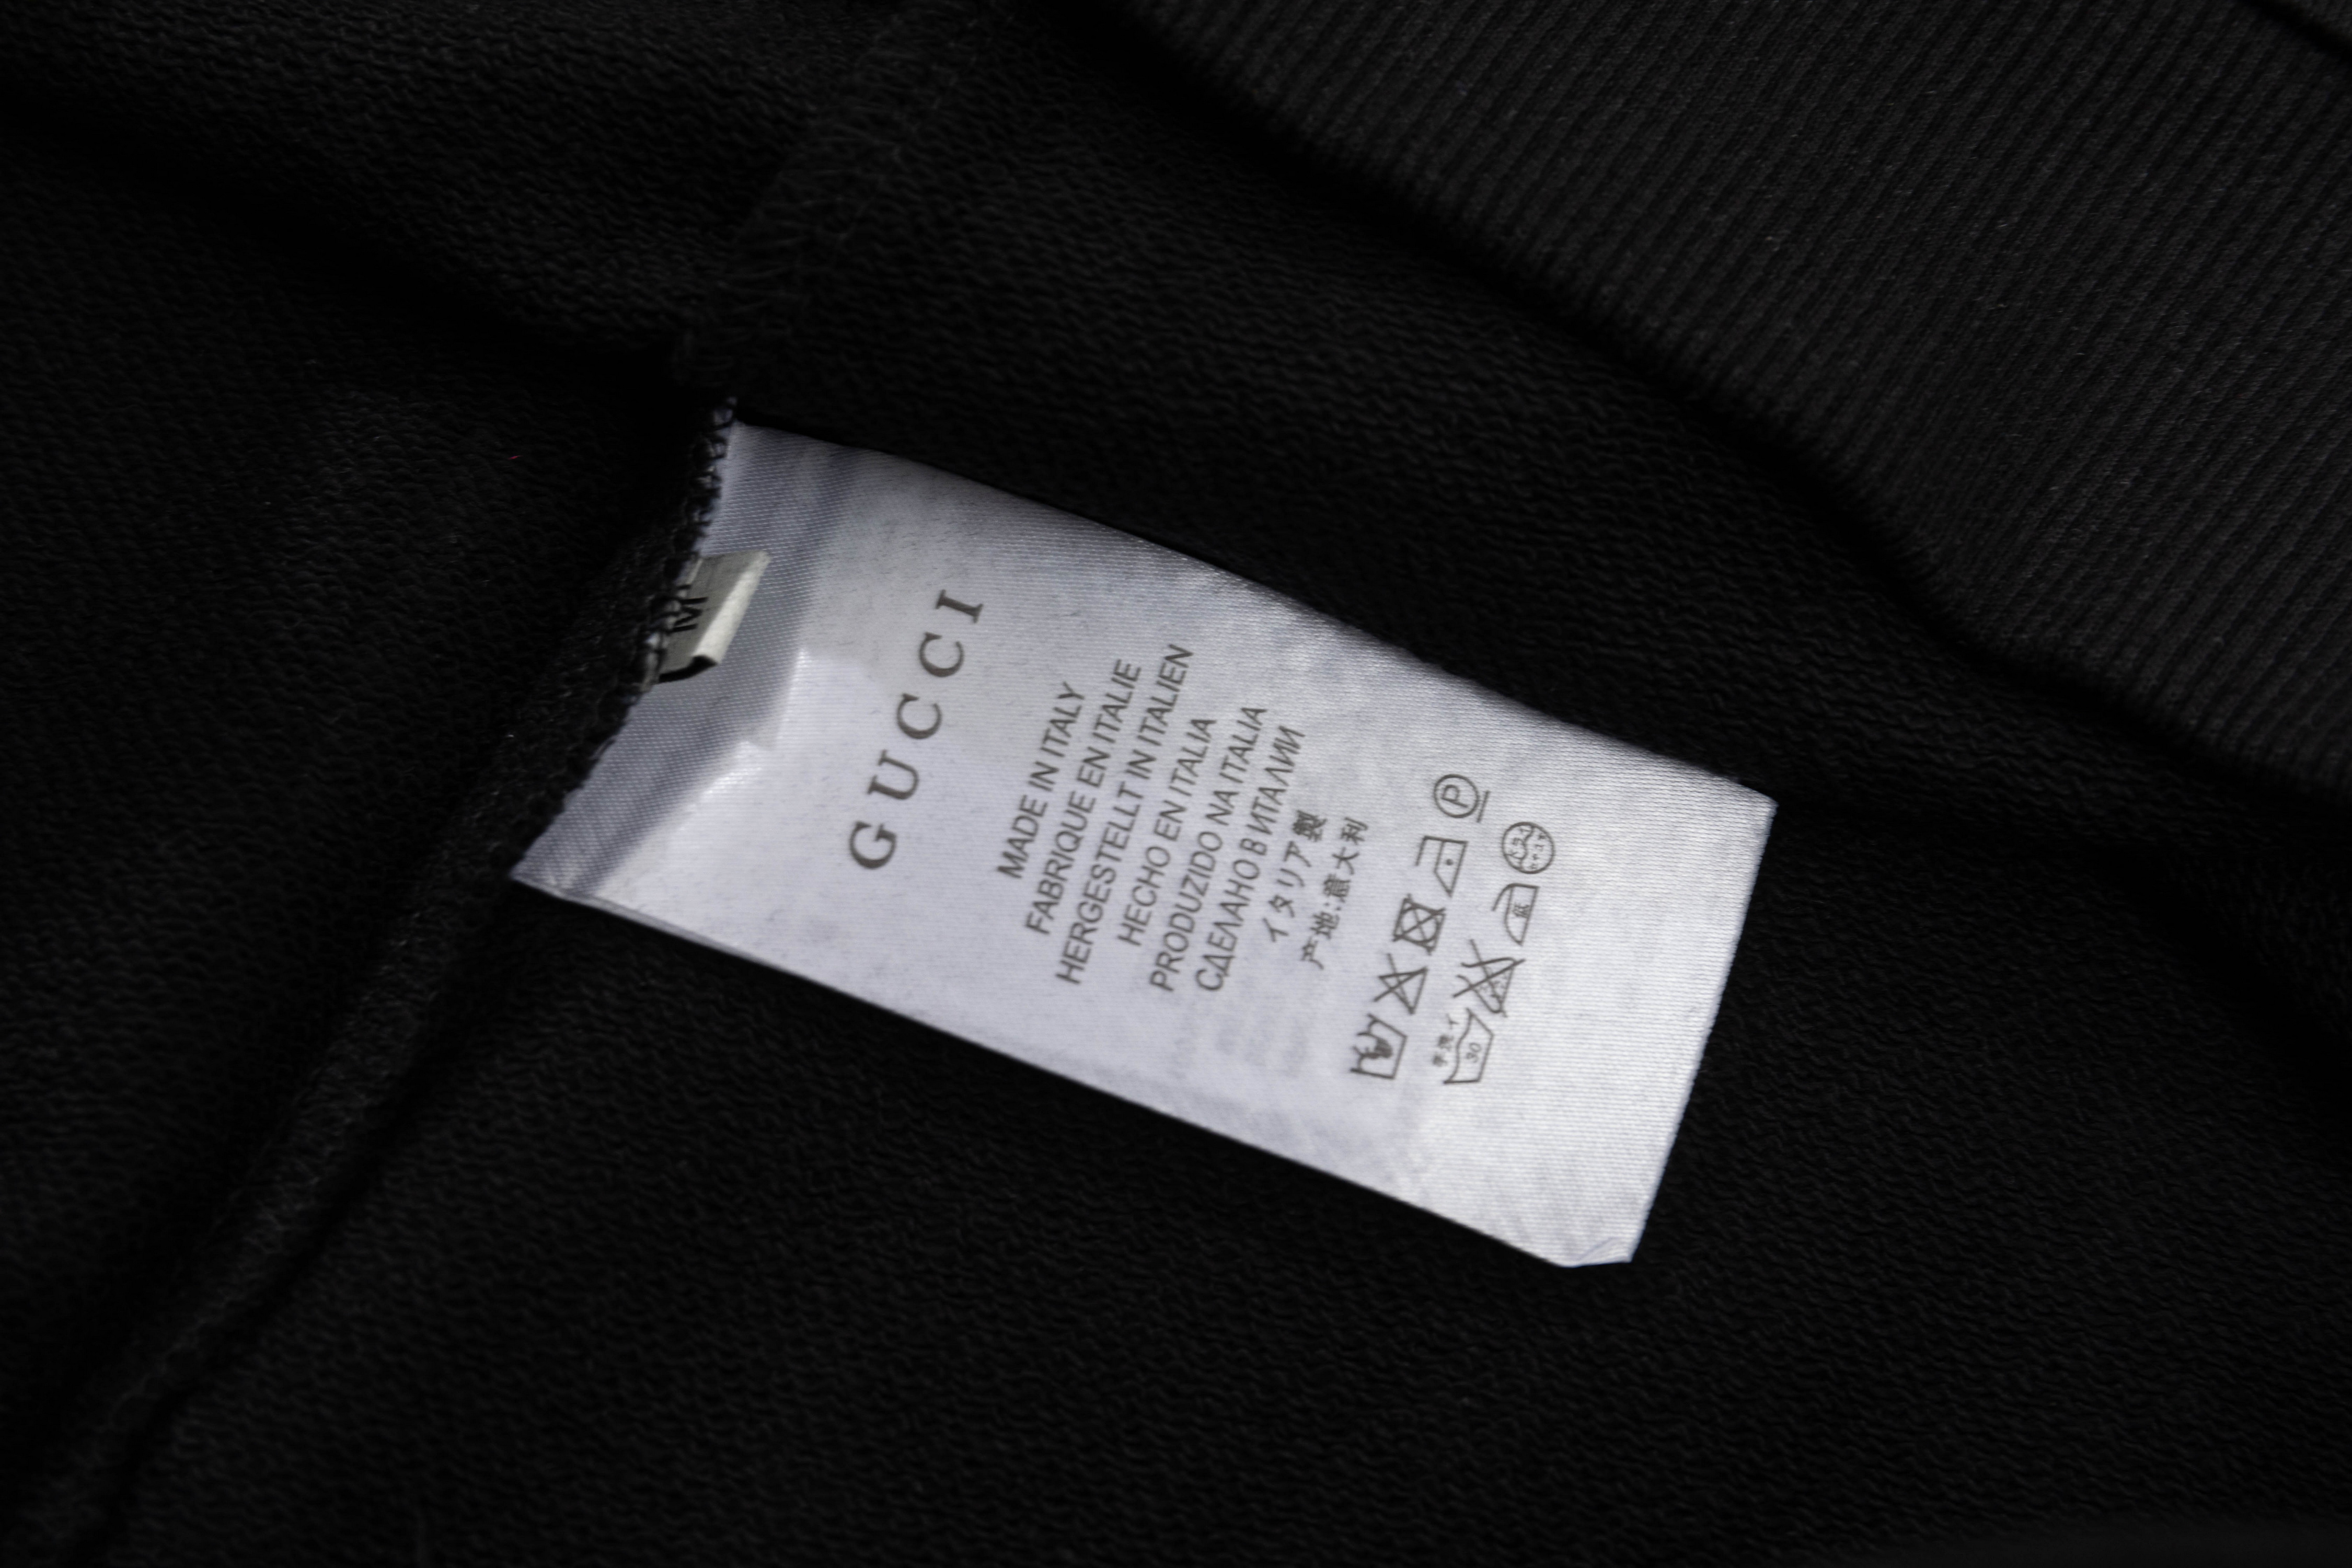 M
GUCCI
MADE IN ITALY
FABRIQUE EN ITALIE
HERGESTELLT IN ITALIEN
HECHO EN ITALIA
PRODUZIDO NA ITALIA
СДЕЛАНО В ИТАЛИИ
イタリア製
产地:意大利
P
30